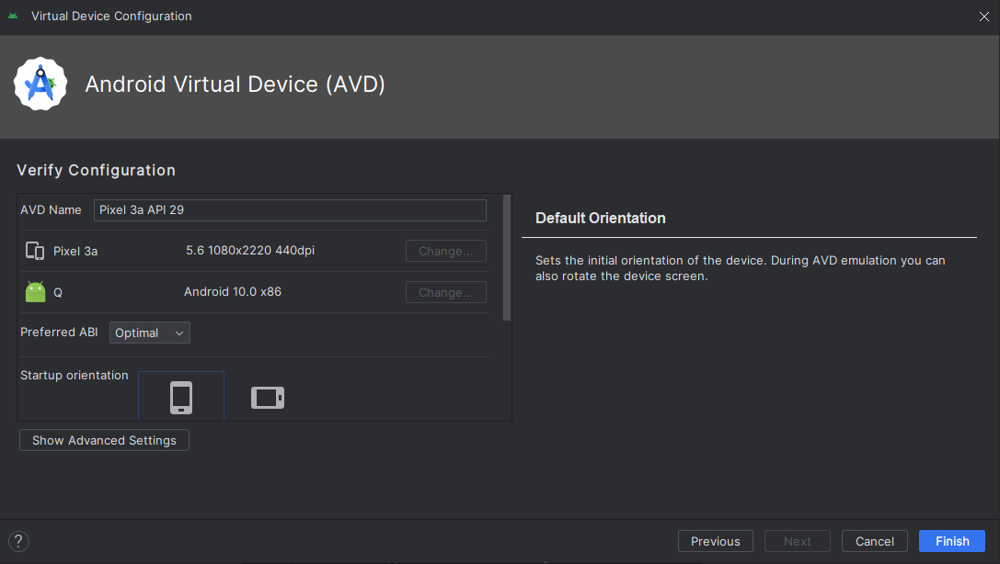 Virtual Device Configuration
Android Virtual Device (AVD)
Verify Configuration
AVD Name Pixel 3a API 29
Pixel 3a 5.6 1080x2220 440dpi Change...
Q Android 10.0 x86 Change...
Preferred ABI Optimal
Startup orientation
Show Advanced Settings
Default Orientation
Sets the initial orientation of the device. During AVD emulation you can
also rotate the device screen.
? Previous Next Cancel Finish